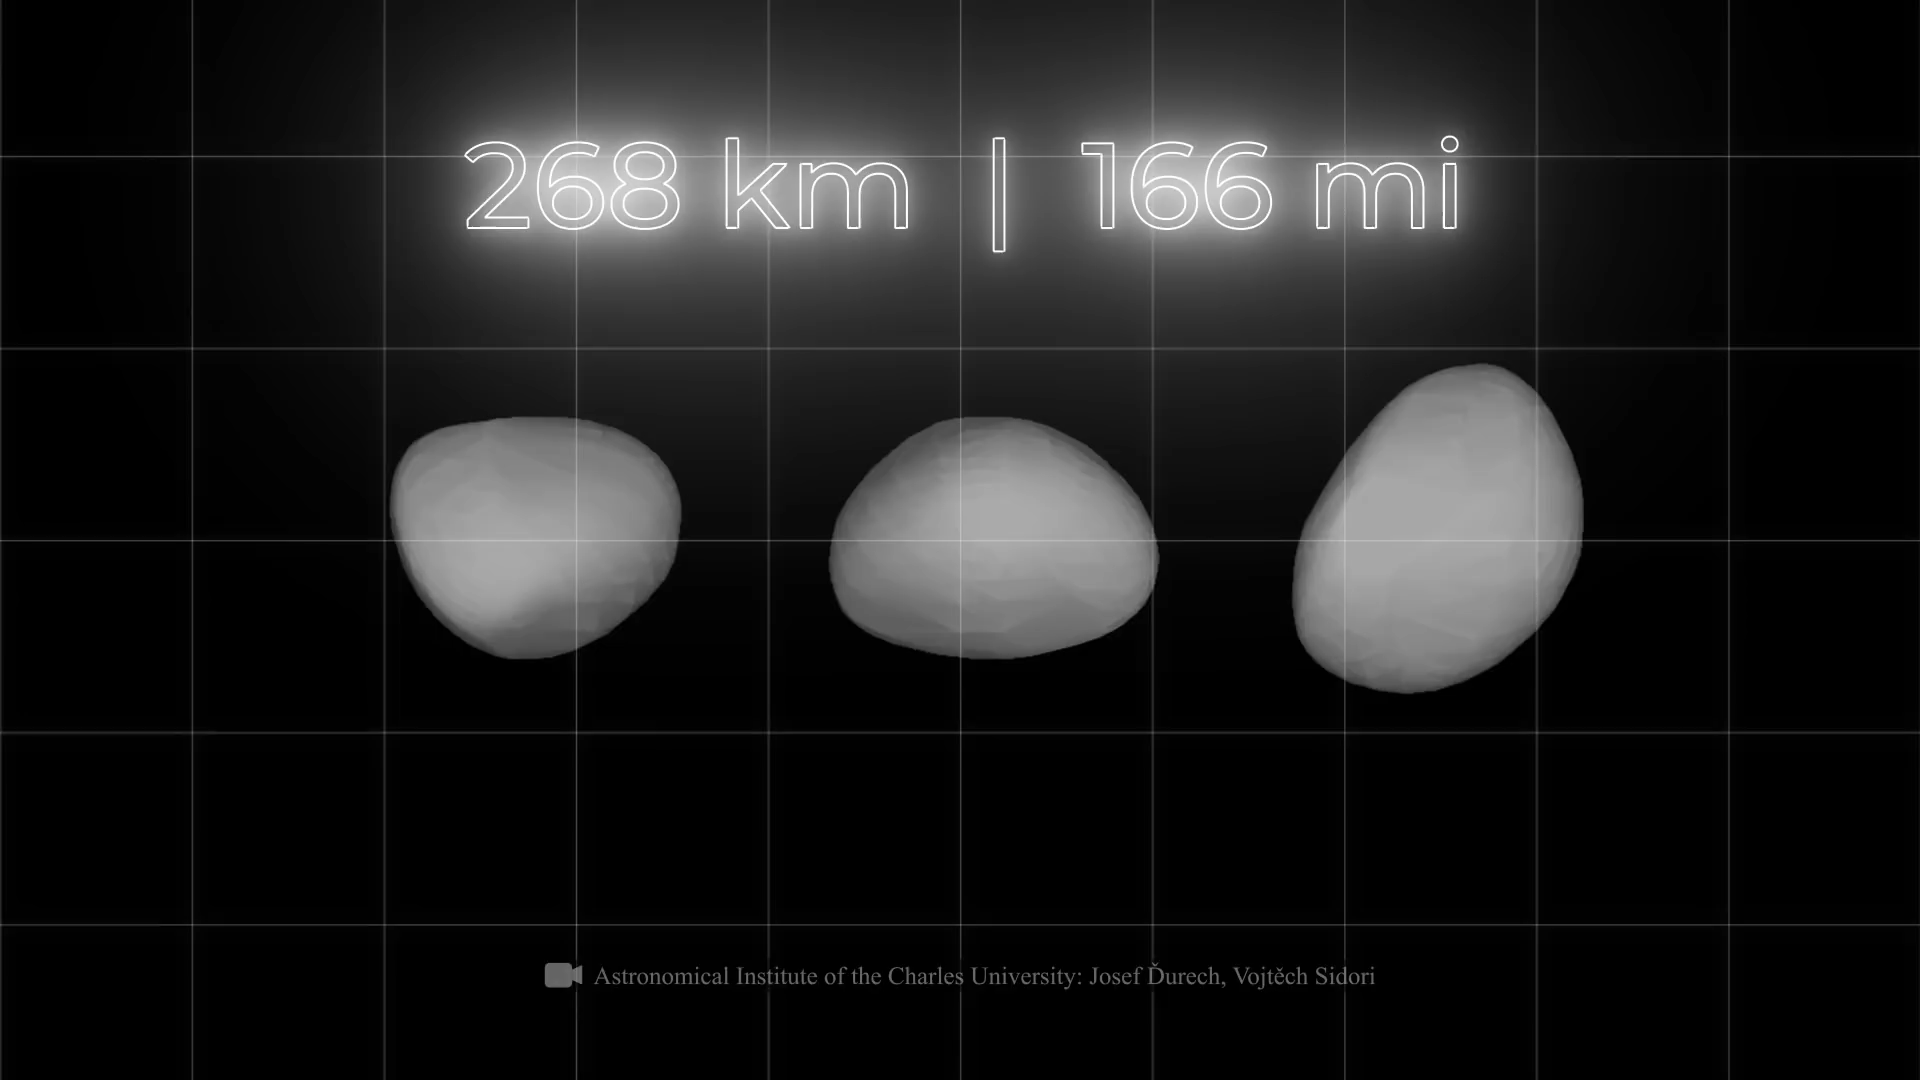 268 km | 166 mi
Astronomical Institute of the Charles University: Josef Ďurech, Vojtěch Sidori